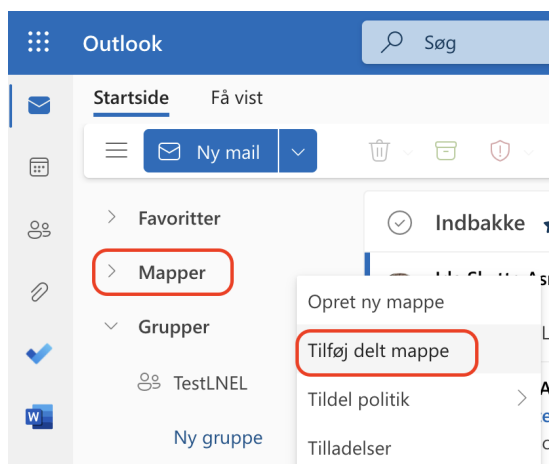 Outlook
Søg
Startside Få vist
Ny mail
Favoritter
Indbakke
Mapper
Opret ny mappe
Grupper
Tilføj delt mappe
TestLNEL
Tildel politik
Ny gruppe
Tilladelser
W